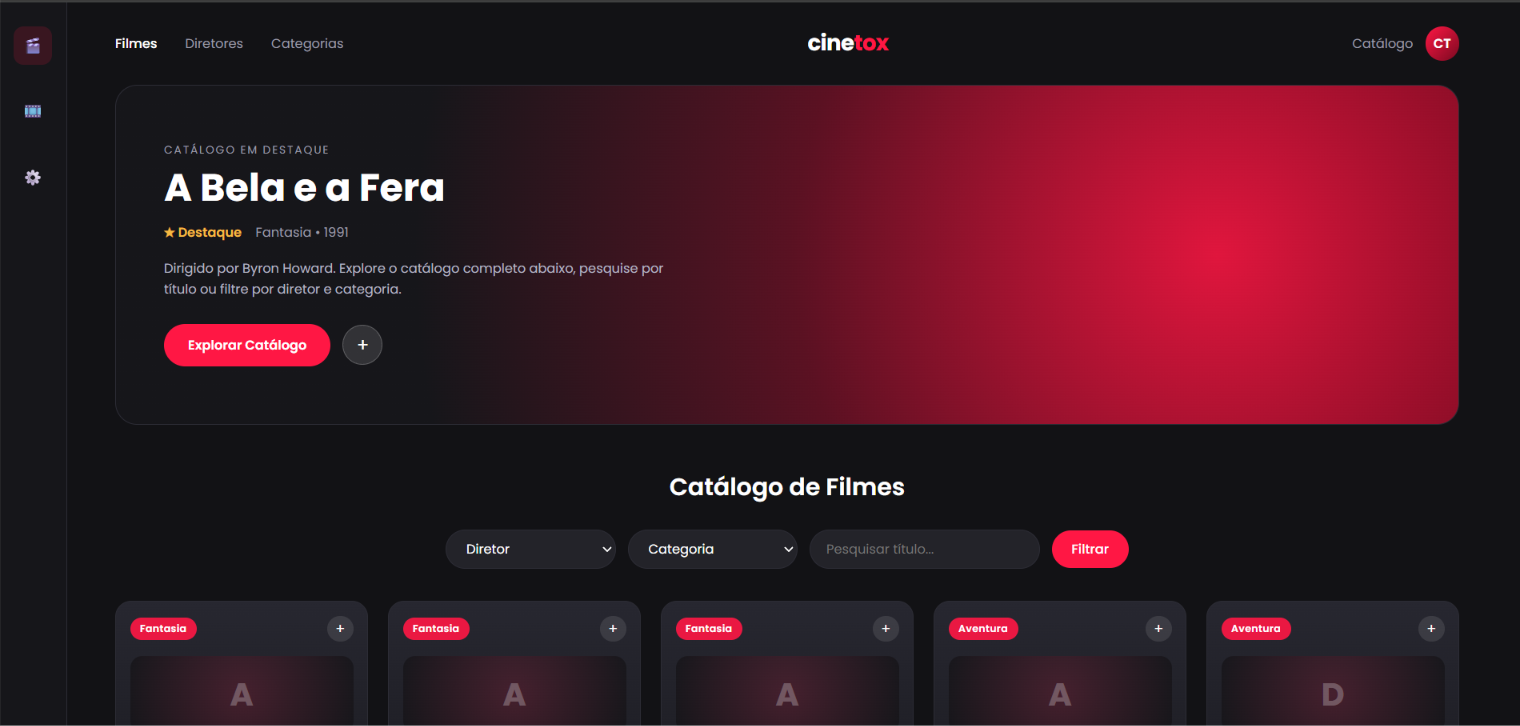 Filmes Diretores Categorias cinetox Catálogo CT
CATÁLOGO EM DESTAQUE
A Bela e a Fera
★ Destaque Fantasia • 1991
Dirigido por Byron Howard. Explore o catálogo completo abaixo, pesquise por
título ou filtre por diretor e categoria.
Explorar Catálogo +
Catálogo de Filmes
Diretor Categoria Pesquisar título... Filtrar
Fantasia + Fantasia + Fantasia + Aventura + Aventura +
A A A A D